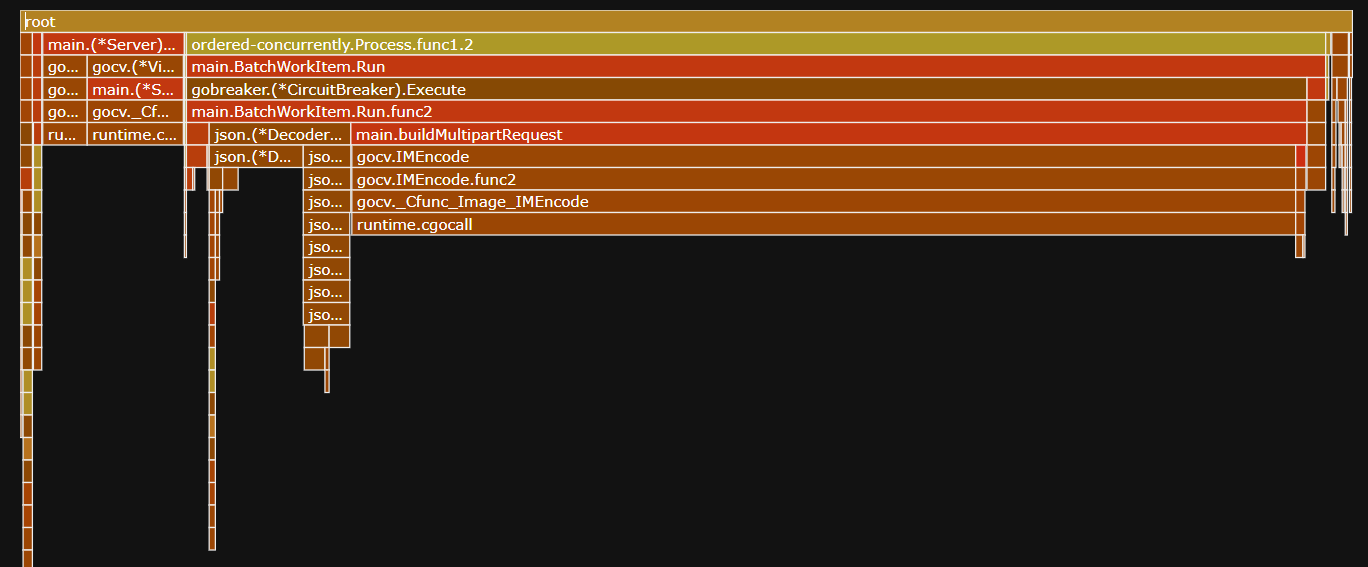 root
main.(*Server)... ordered-concurrently.Process.func1.2
go... gocv.(*Vi... main.BatchWorkItem.Run
go... main.(*S... gobreaker.(*CircuitBreaker).Execute
go... gocv._Cf... main.BatchWorkItem.Run.func2
ru... runtime.c... json.(*Decoder... main.buildMultipartRequest
json.(*D... jso... gocv.IMEncode
jso... gocv.IMEncode.func2
jso... gocv._Cfunc_Image_IMEncode
jso... runtime.cgocall
jso...
jso...
jso...
jso...